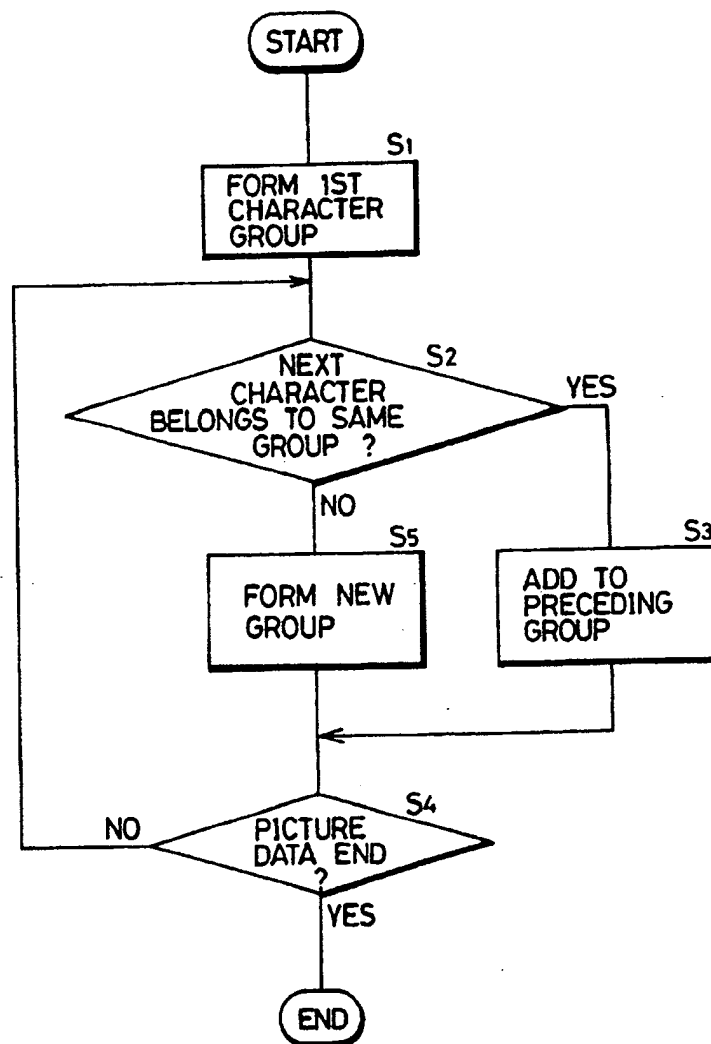 START
S1
FORM 1ST
CHARACTER
GROUP
S2
NEXT
CHARACTER
BELONGS TO SAME
GROUP ?
YES
NO
S5
FORM NEW
GROUP
S3
ADD TO
PRECEDING
GROUP
S4
PICTURE
DATA END
?
NO
YES
END